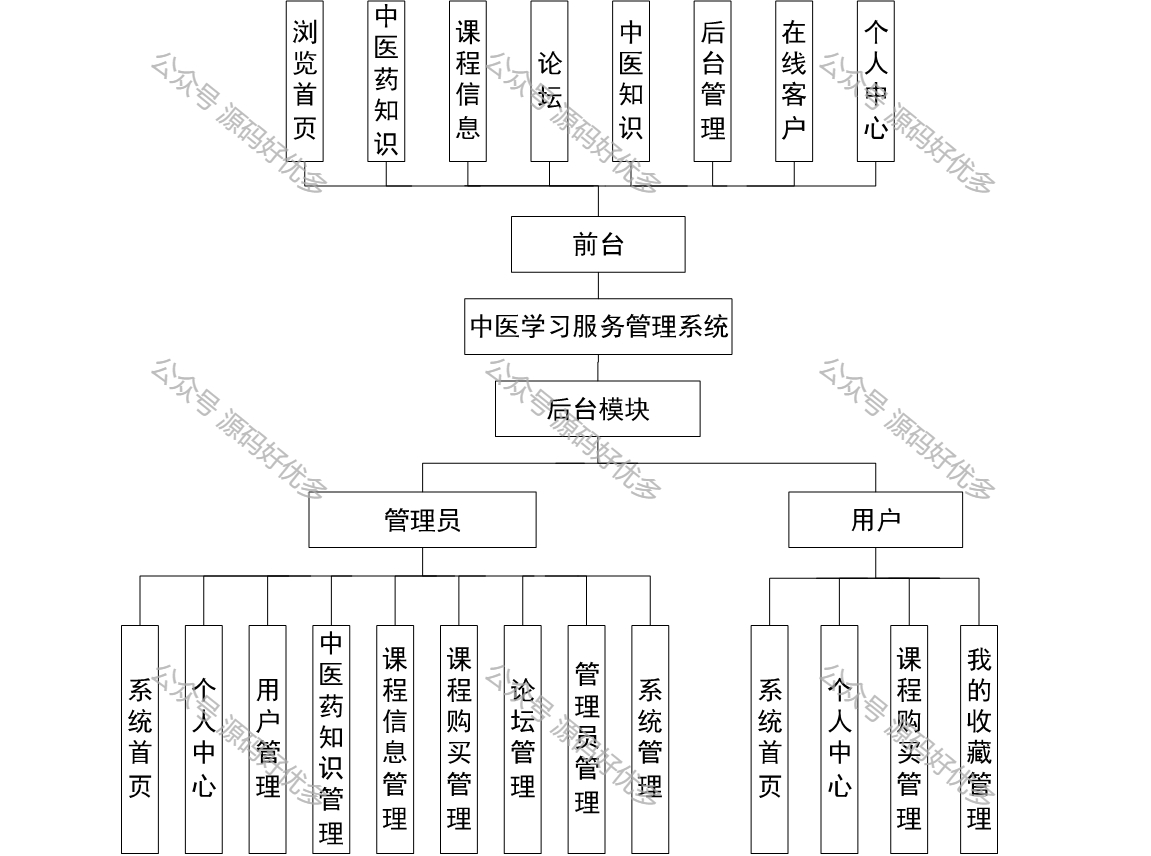 浏览首页
中医药知识
课程信息
论坛
中医知识
后台管理
在线客户
个人中心
前台
中医学习服务管理系统
后台模块
管理员
用户
系统首页
个人中心
用户管理
中医药知识管理
课程信息管理
课程购买管理
论坛管理
管理员管理
系统管理
系统首页
个人中心
课程购买管理
我的收藏管理
公众号 源码好优多
公众号 源码好优多
公众号 源码好优多
公众号 源码好优多
公众号 源码好优多
公众号 源码好优多
公众号 源码好优多
公众号 源码好优多
公众号 源码好优多